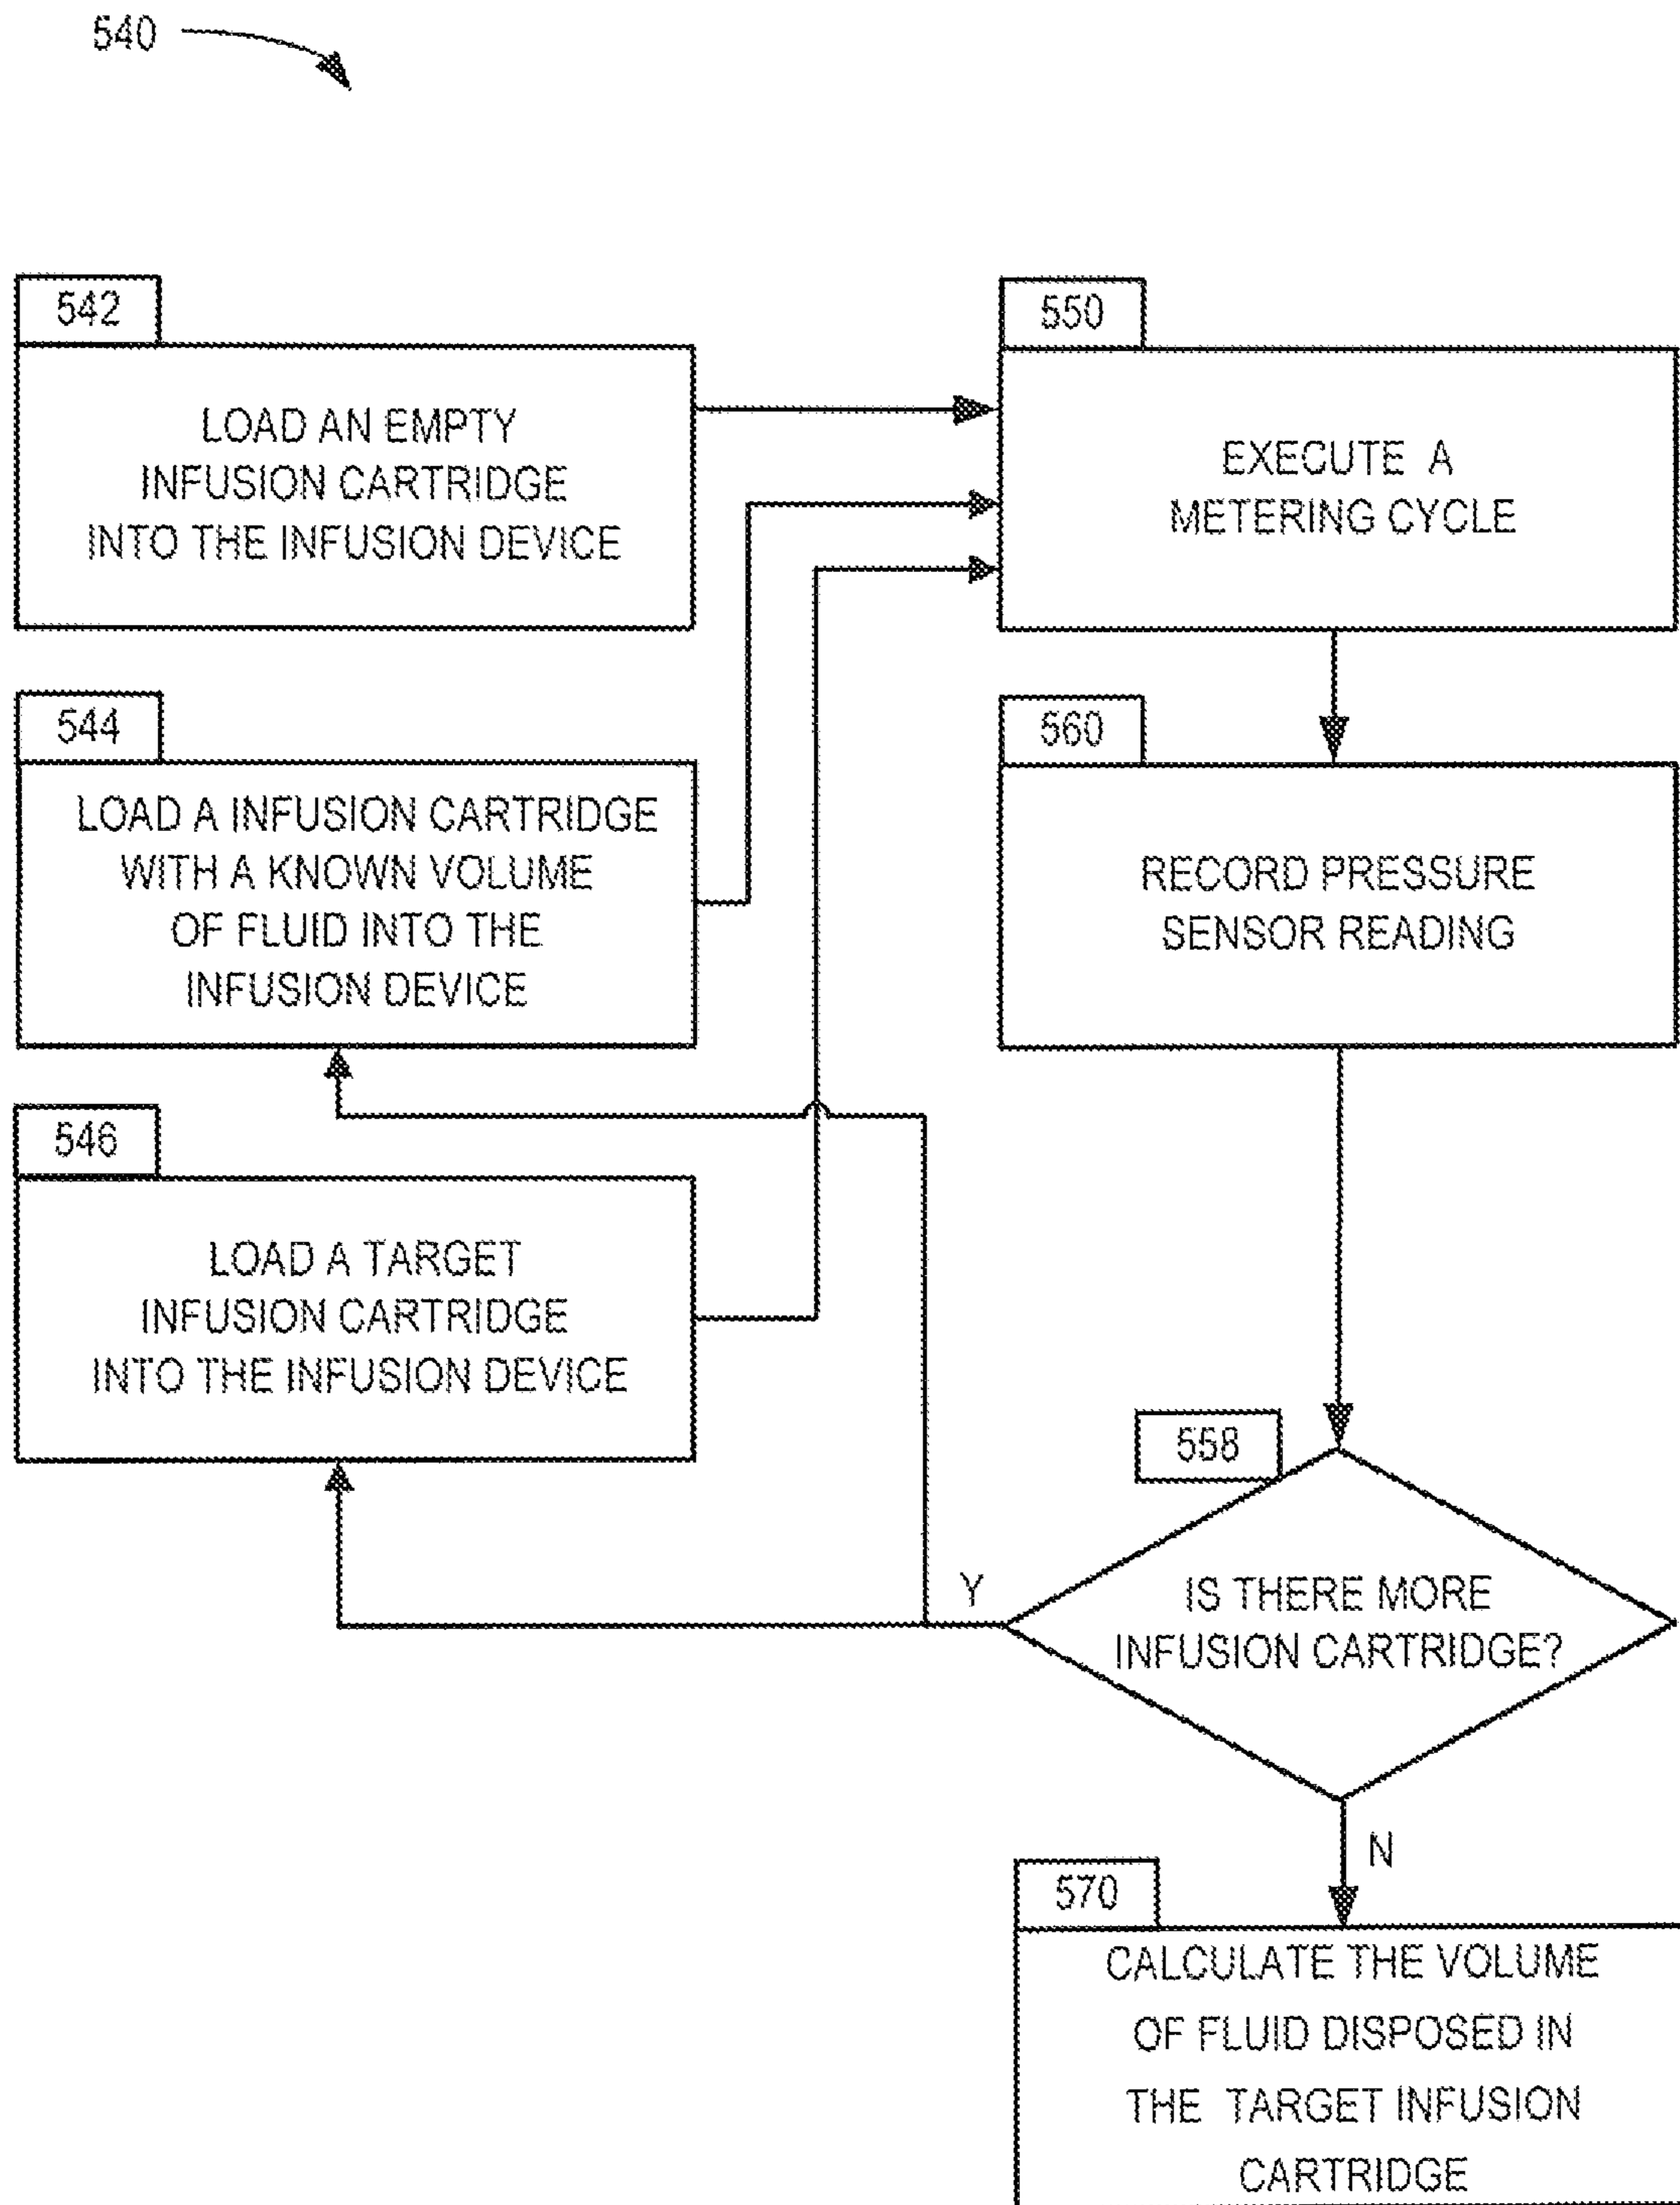 540
542
LOAD AN EMPTY
INFUSION CARTRIDGE
INTO THE INFUSION DEVICE
544
LOAD A INFUSION CARTRIDGE
WITH A KNOWN VOLUME
OF FLUID INTO THE
INFUSION DEVICE
546
LOAD A TARGET
INFUSION CARTRIDGE
INTO THE INFUSION DEVICE
550
EXECUTE A
METERING CYCLE
560
RECORD PRESSURE
SENSOR READING
558
IS THERE MORE
INFUSION CARTRIDGE?
Y
N
570
CALCULATE THE VOLUME
OF FLUID DISPOSED IN
THE TARGET INFUSION
CARTRIDGE